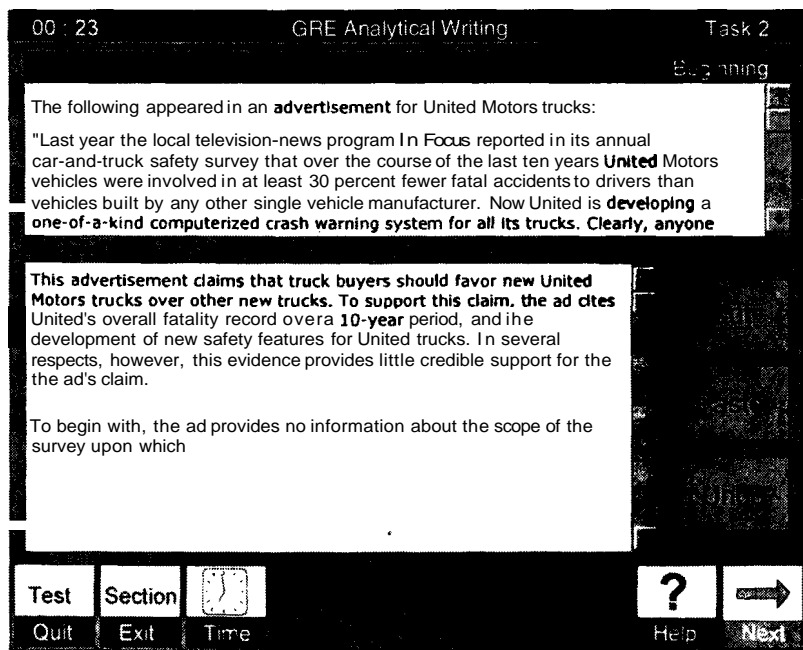 00 : 23 GRE Analytical Writing Task 2
Beginning
The following appeared in an advertisement for United Motors trucks:
"Last year the local television-news program In Focus reported in its annual
car-and-truck safety survey that over the course of the last ten years United Motors
vehicles were involved in at least 30 percent fewer fatal accidents to drivers than
vehicles built by any other single vehicle manufacturer. Now United is developing a
one-of-a-kind computerized crash warning system for all its trucks. Clearly, anyone
This advertisement claims that truck buyers should favor new United
Motors trucks over other new trucks. To support this claim, the ad cites
United's overall fatality record over a 10-year period, and ihe
development of new safety features for United trucks. In several
respects, however, this evidence provides little credible support for the
the ad's claim.
To begin with, the ad provides no information about the scope of the
survey upon which
Test Section
Quit Exit Time
? Help Next